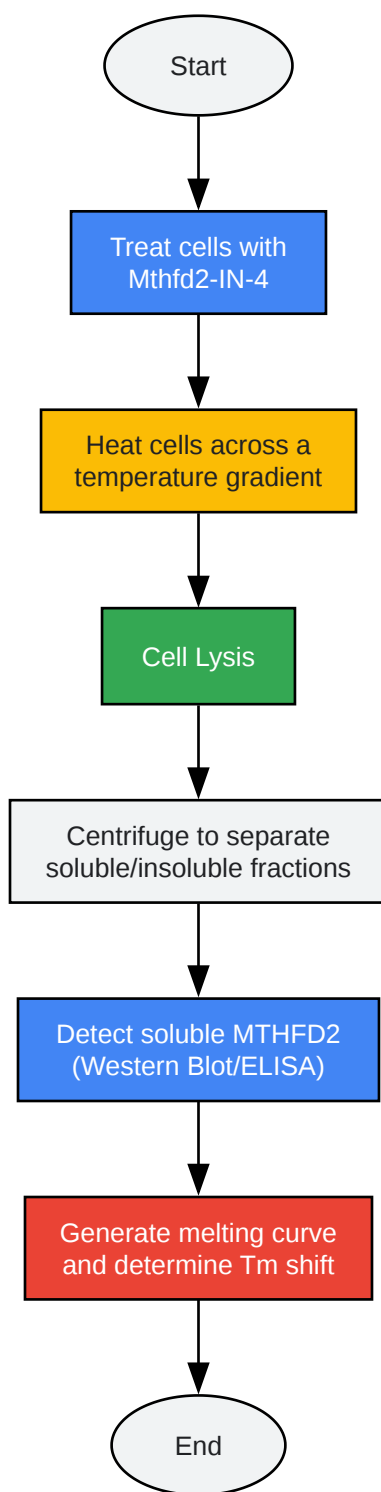 Start
Treat cells with
Mthfd2-IN-4
Heat cells across a
temperature gradient
Cell Lysis
Centrifuge to separate
soluble/insoluble fractions
Detect soluble MTHFD2
(Western Blot/ELISA)
Generate melting curve
and determine Tm shift
End